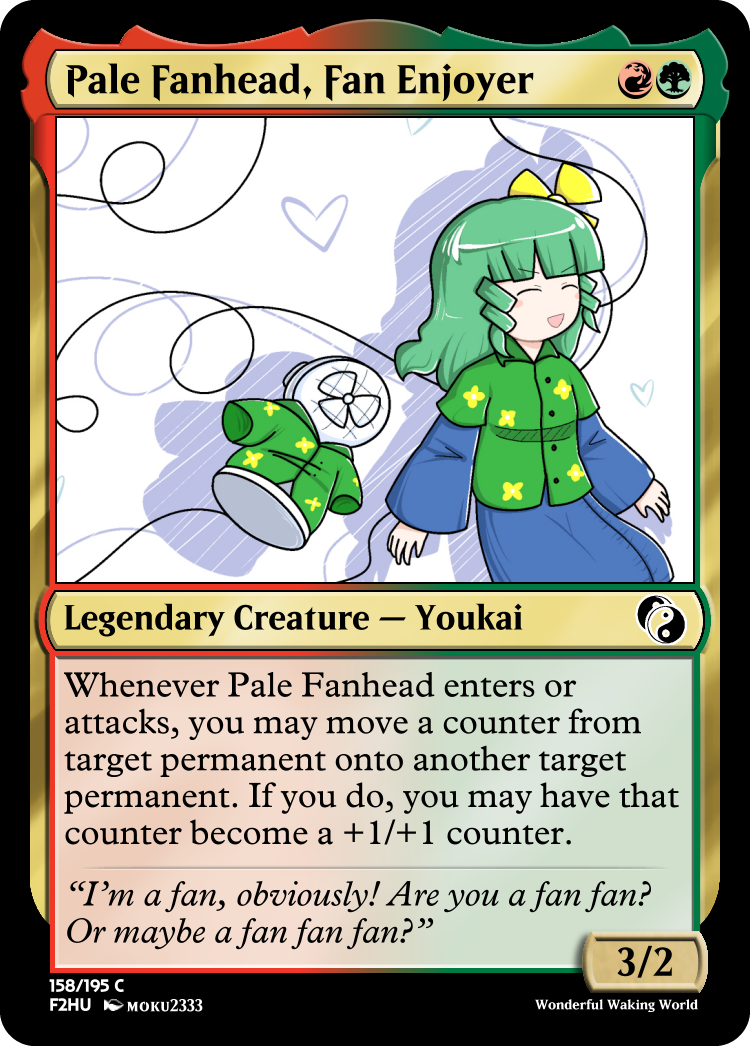 Pale Fanhead, Fan Enjoyer
Legendary Creature — Youkai
Whenever Pale Fanhead enters or
attacks, you may move a counter from
target permanent onto another target
permanent. If you do, you may have that
counter become a +1/+1 counter.
“I’m a fan, obviously! Are you a fan fan?
Or maybe a fan fan fan?”
3/2
158/195 C
F2HU MOKU2333
Wonderful Waking World